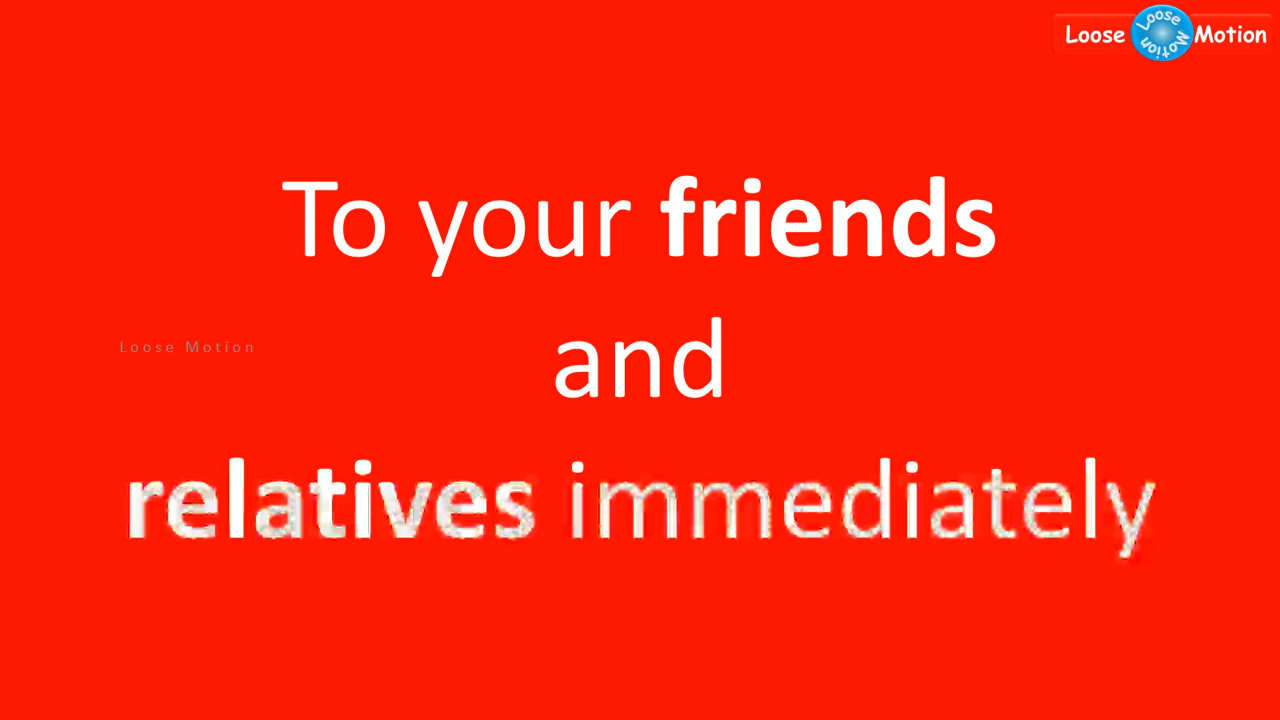 Loose Loose Motion Motion
To your friends
and
Loose Motion
relatives immediately